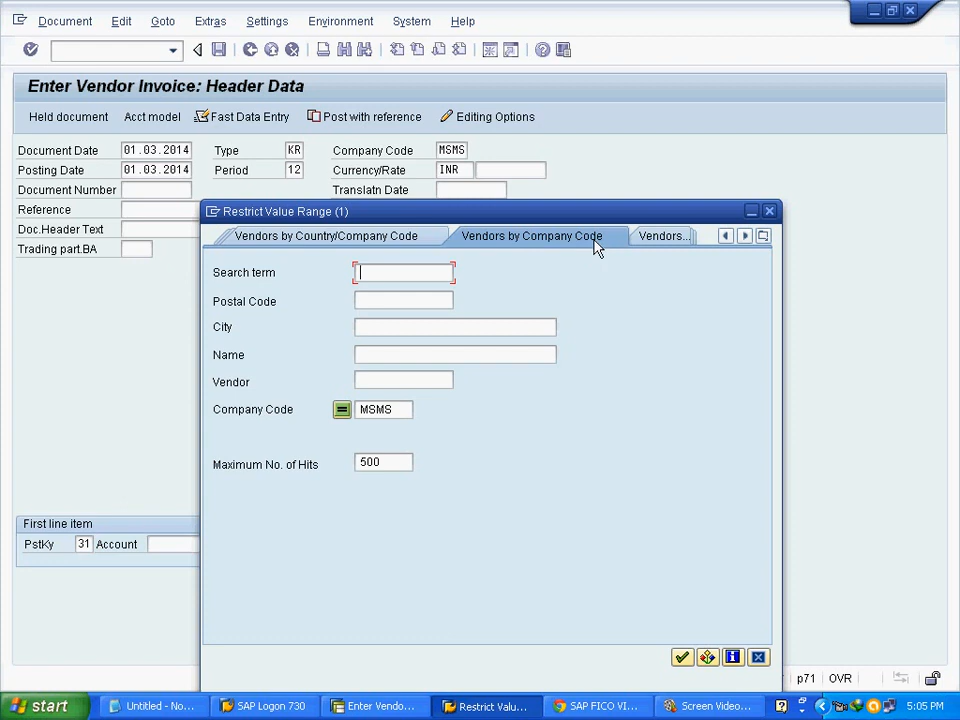 Document Edit Goto Extras Settings Environment System Help
Enter Vendor Invoice: Header Data
Held document Acct model Fast Data Entry Post with reference Editing Options
Document Date 01.03.2014 Type KR Company Code MSMS
Posting Date 01.03.2014 Period 12 Currency/Rate INR
Document Number Translatn Date
Reference
Doc.Header Text
Trading part.BA
Restrict Value Range (1)
Vendors by Country/Company Code Vendors by Company Code Vendors...
Search term
Postal Code
City
Name
Vendor
Company Code MSMS
Maximum No. of Hits 500
First line item
PstKy 31 Account
p71 OVR
start Untitled - No... SAP Logon 730 Enter Vendo... Restrict Valu... SAP FICO VI... Screen Video... 5:05 PM